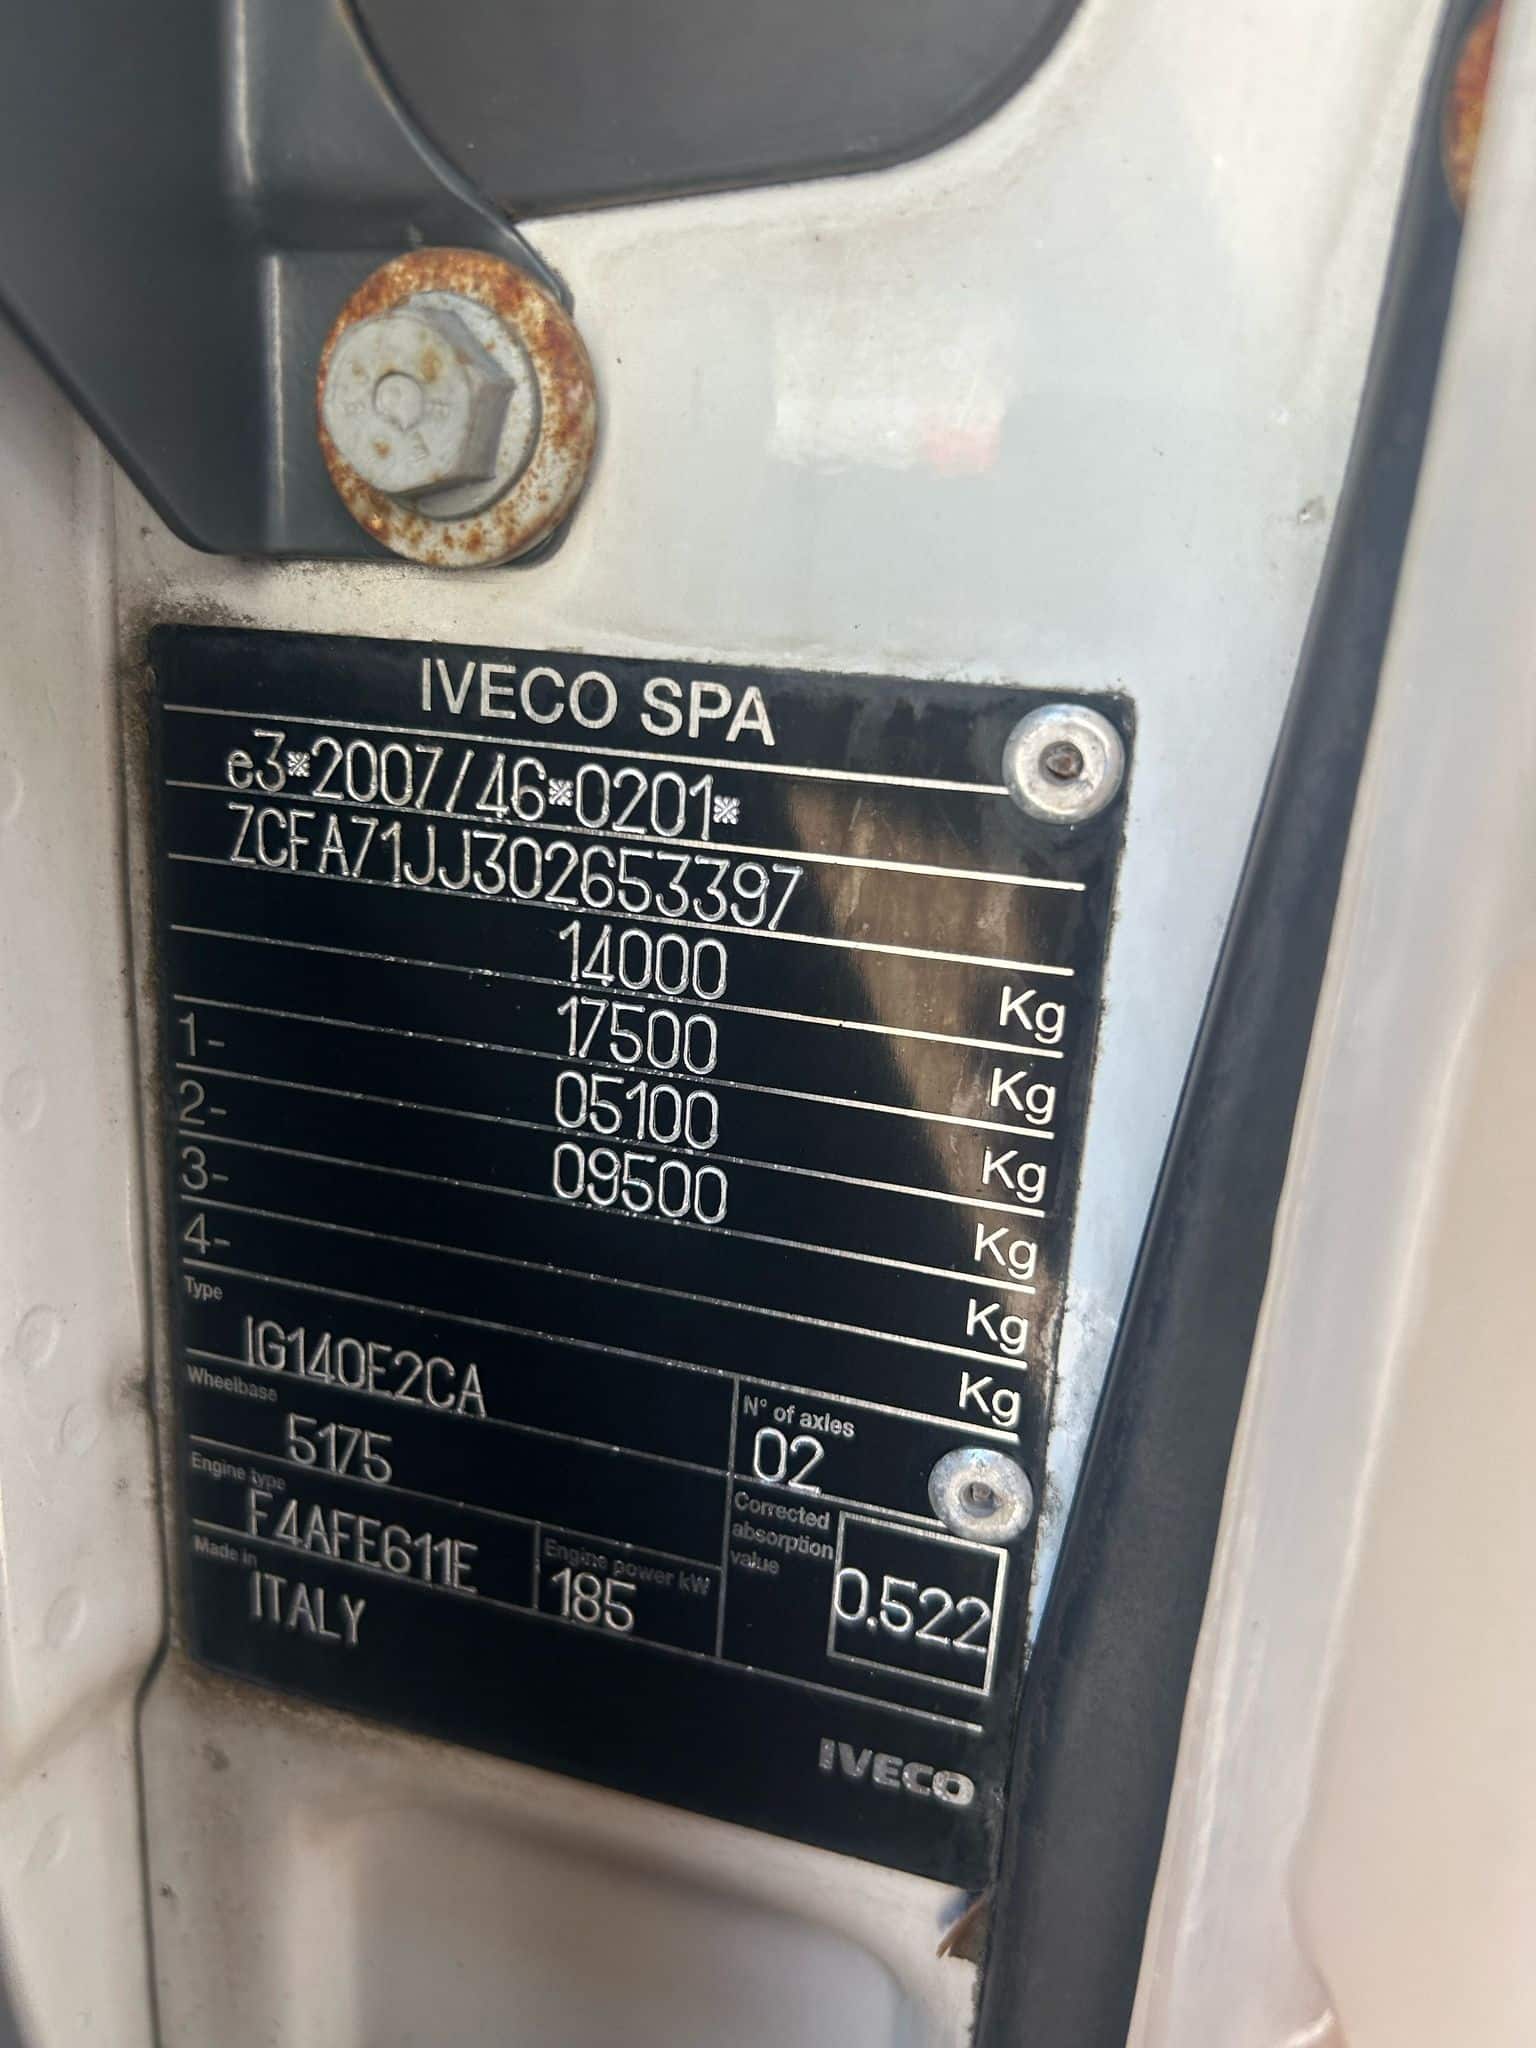 IVECO SPA
e3*2007/46*0201*
ZCFA71JJ302653397
14000 Kg
17500 Kg
1- 05100 Kg
2- 09500 Kg
3- Kg
4- Kg
Type
IG140E2CA
N° of axles
02
Wheelbase
5175
Corrected absorption value
0.522
Engine type
F4AFE611E
Engine power kW
185
Made in
ITALY
IVECO